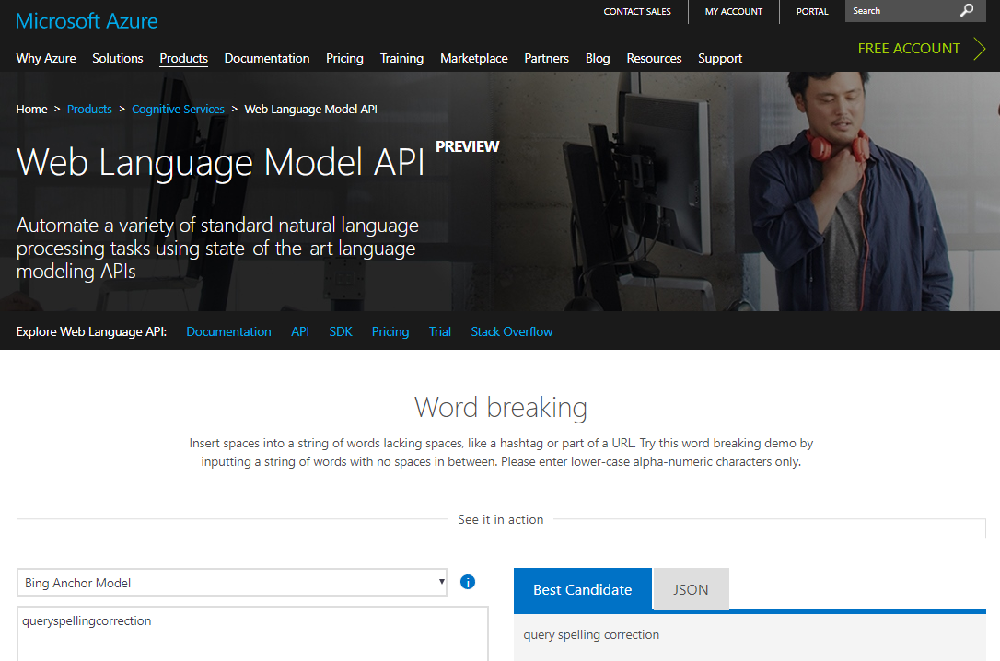 Microsoft Azure
CONTACT SALES MY ACCOUNT PORTAL Search
Why Azure Solutions Products Documentation Pricing Training Marketplace Partners Blog Resources Support
FREE ACCOUNT
Home > Products > Cognitive Services > Web Language Model API
Web Language Model API PREVIEW
Automate a variety of standard natural language
processing tasks using state-of-the-art language
modeling APIs
Explore Web Language API: Documentation API SDK Pricing Trial Stack Overflow
Word breaking
Insert spaces into a string of words lacking spaces, like a hashtag or part of a URL. Try this word breaking demo by
inputting a string of words with no spaces in between. Please enter lower-case alpha-numeric characters only.
See it in action
Bing Anchor Model
i
queryspellingcorrection
Best Candidate JSON
query spelling correction